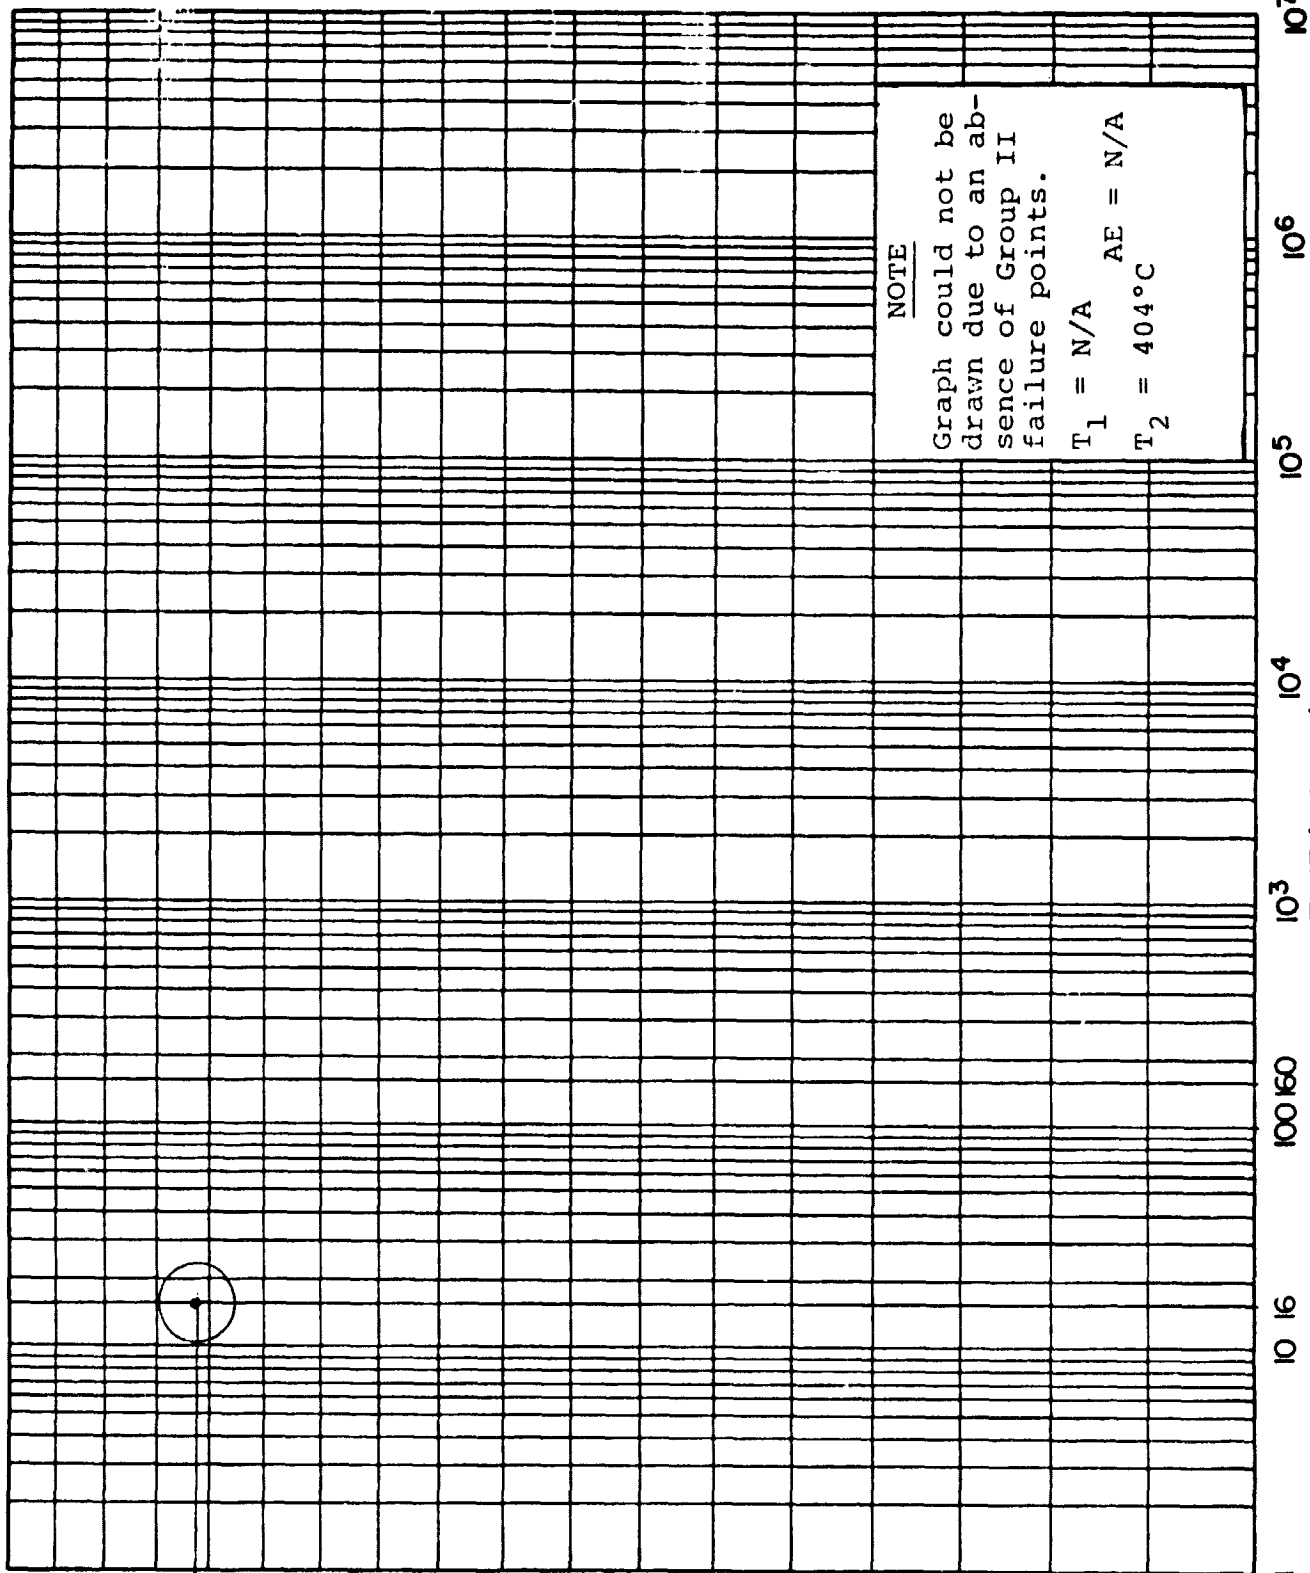 NOTE
Graph could not be
drawn due to an ab-
sence of Group II
failure points.
T₁ = N/A
AE = N/A
T₂ = 404°C
10 16 100 160 10³ 10⁴ 10⁵ 10⁶ 10⁷